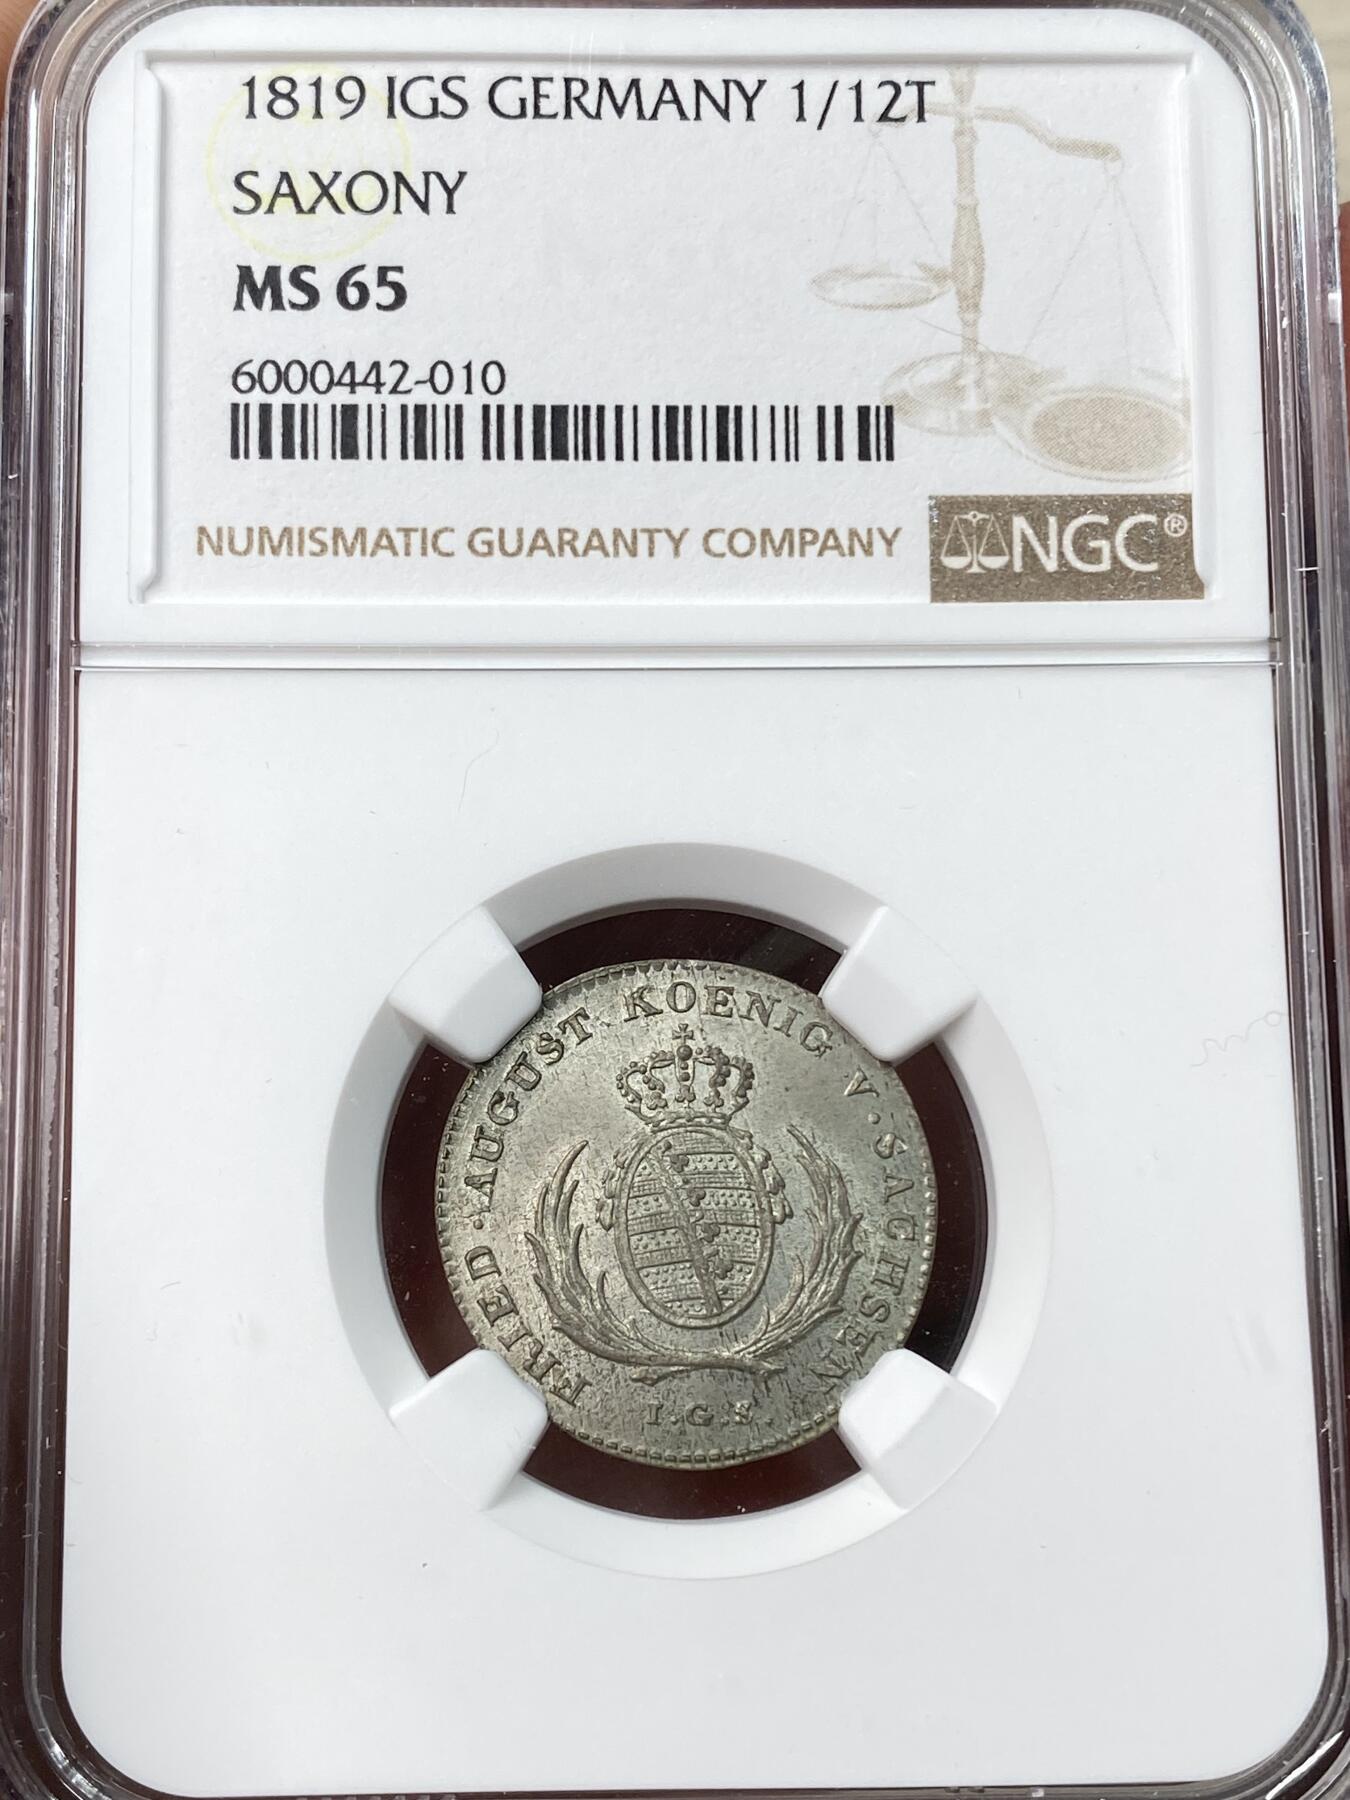 1819 IGS GERMANY 1/12T
SAXONY
MS 65
6000442-010
NUMISMATIC GUARANTY COMPANY
NGC®
FRIED·AUGUST KOENIG V·SACHSEN
I·G·S·